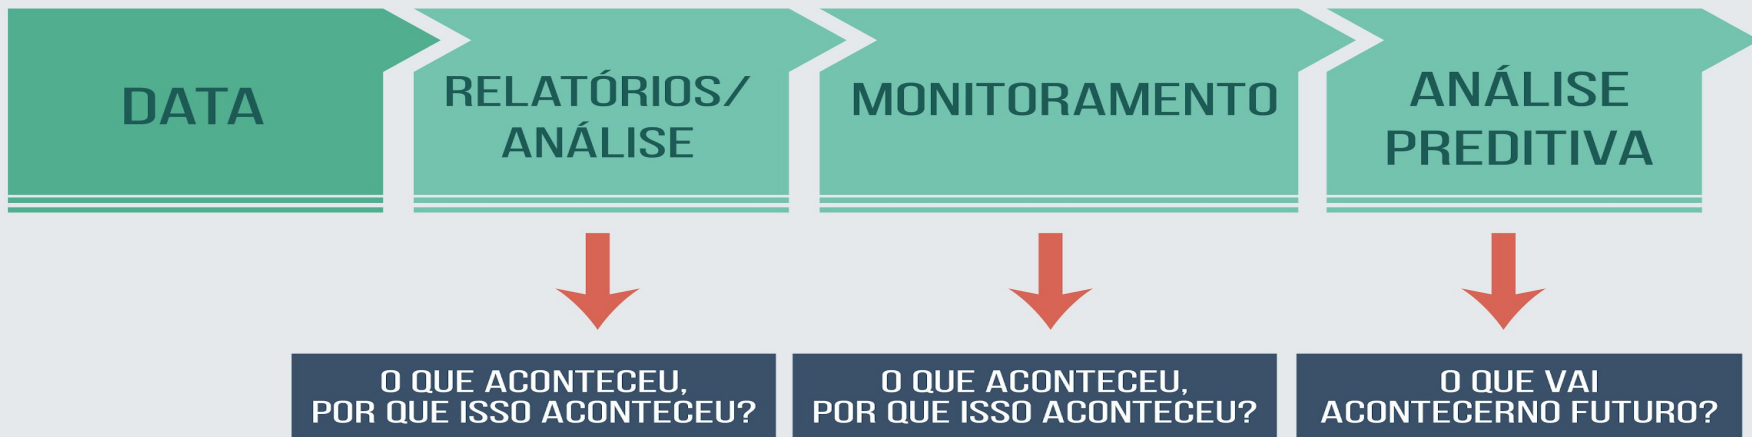 DATA
RELATÓRIOS/
ANÁLISE
MONITORAMENTO
ANÁLISE
PREDITIVA
O QUE ACONTECEU,
POR QUE ISSO ACONTECEU?
O QUE ACONTECEU,
POR QUE ISSO ACONTECEU?
O QUE VAI
ACONTECERNO FUTURO?